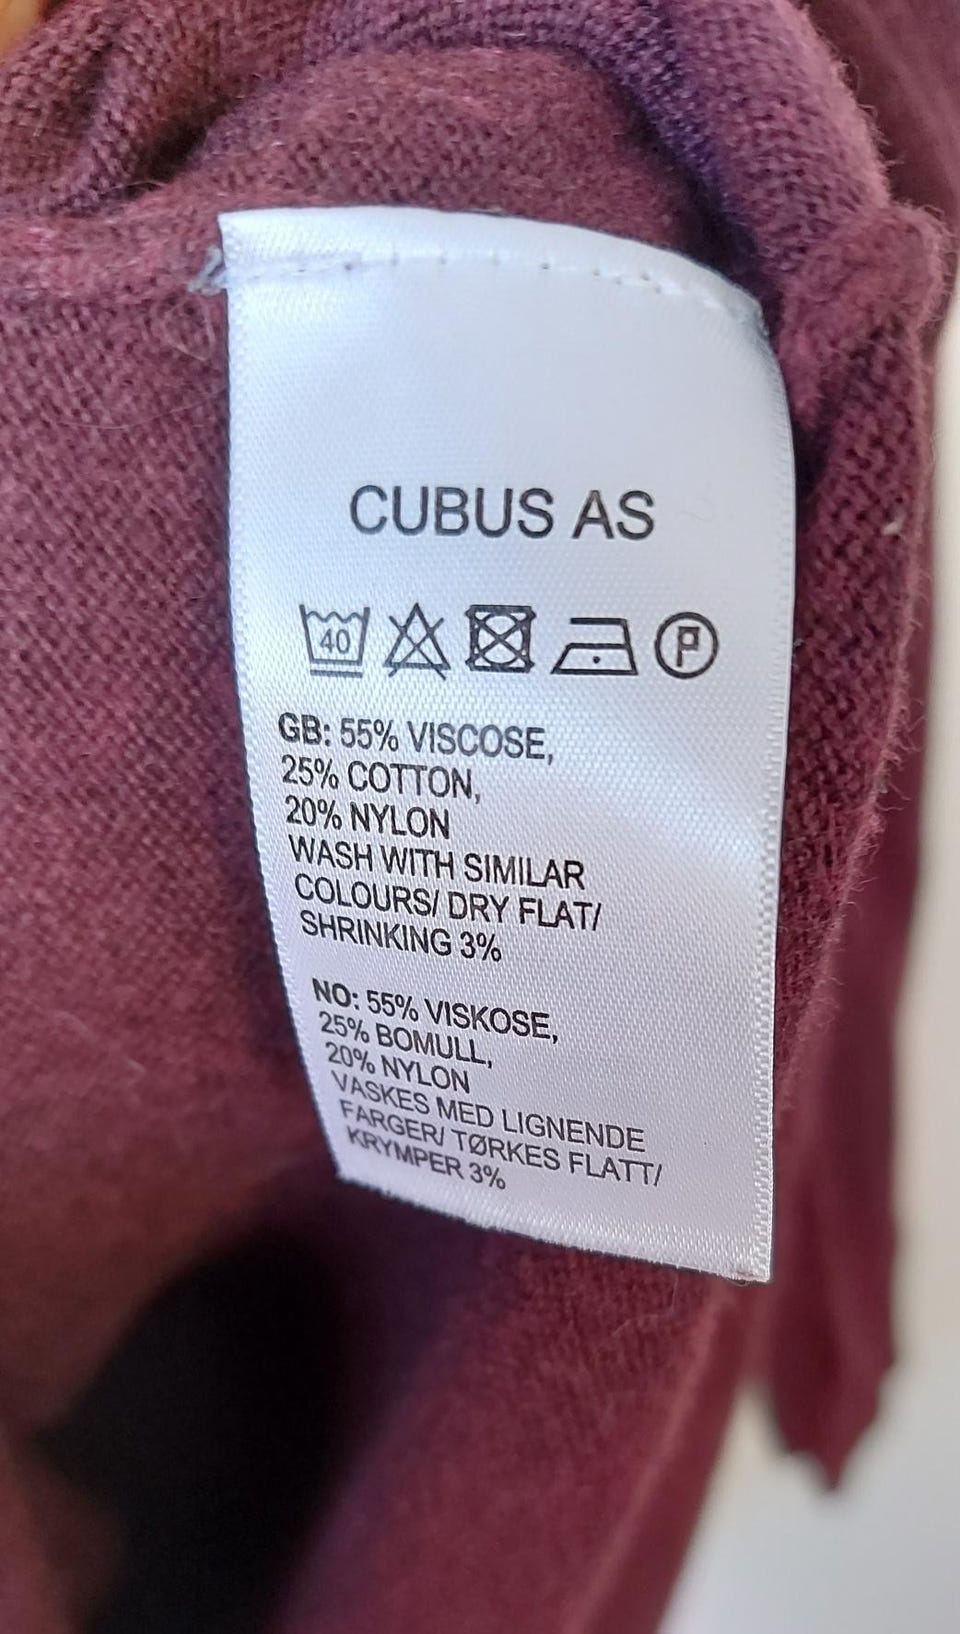 CUBUS AS
40 P
GB: 55% VISCOSE,
25% COTTON,
20% NYLON
WASH WITH SIMILAR
COLOURS/ DRY FLAT/
SHRINKING 3%
NO: 55% VISKOSE,
25% BOMULL,
20% NYLON
VASKES MED LIGNENDE
FARGER/ TØRKES FLATT/
KRYMPER 3%